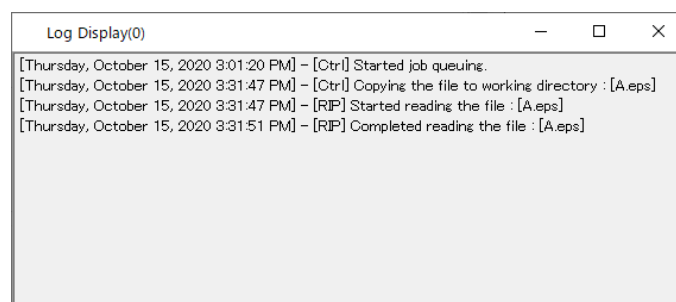 Log Display(0)
[Thursday, October 15, 2020 3:01:20 PM] - [Ctrl] Started job queuing.
[Thursday, October 15, 2020 3:31:47 PM] - [Ctrl] Copying the file to working directory : [A.eps]
[Thursday, October 15, 2020 3:31:47 PM] - [RIP] Started reading the file : [A.eps]
[Thursday, October 15, 2020 3:31:51 PM] - [RIP] Completed reading the file : [A.eps]